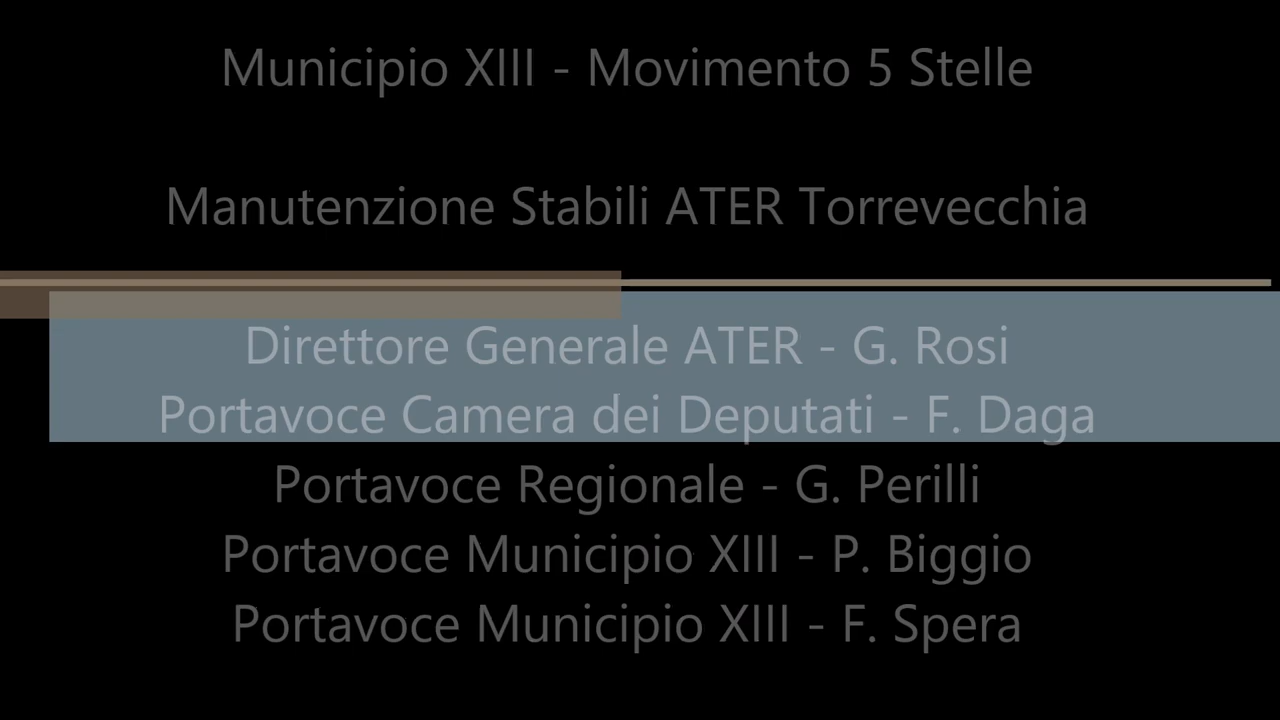 Municipio XIII - Movimento 5 Stelle
Manutenzione Stabili ATER Torrevecchia
Direttore Generale ATER - G. Rosi
Portavoce Camera dei Deputati - F. Daga
Portavoce Regionale - G. Perilli
Portavoce Municipio XIII - P. Biggio
Portavoce Municipio XIII - F. Spera